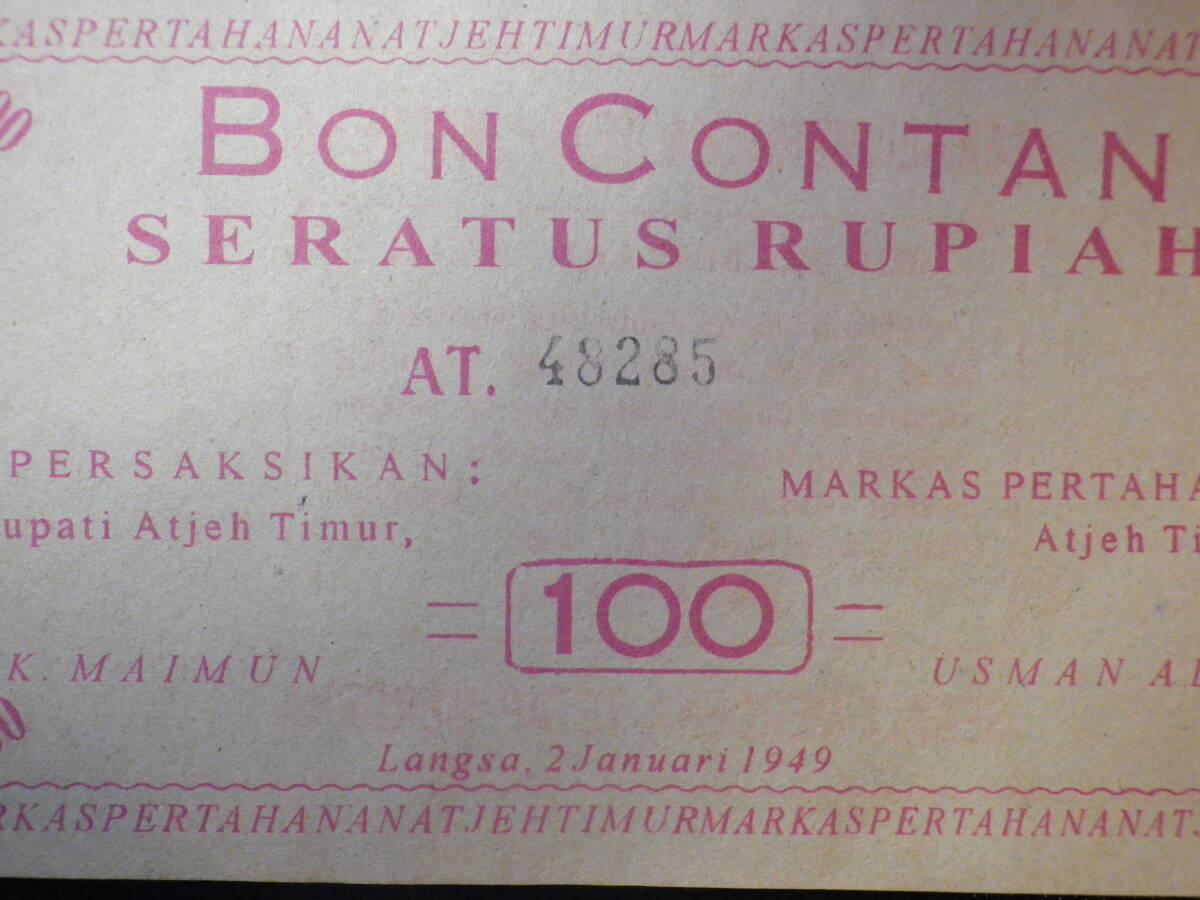 KASPERTAHANANATJEHTIMURMARKASPERTAHANANAT
00
BON CONTAN
SERATUS RUPIAH
AT. 48285
PERSAKSIKAN:
MARKAS PERTAHA
upati Atjeh Timur,
Atjeh Ti
= 100 =
K. MAIMUN
USMAN A
Langsa, 2 Januari 1949
RKASPERTAHANANATJEHTIMURMARKASPERTAHANANAT